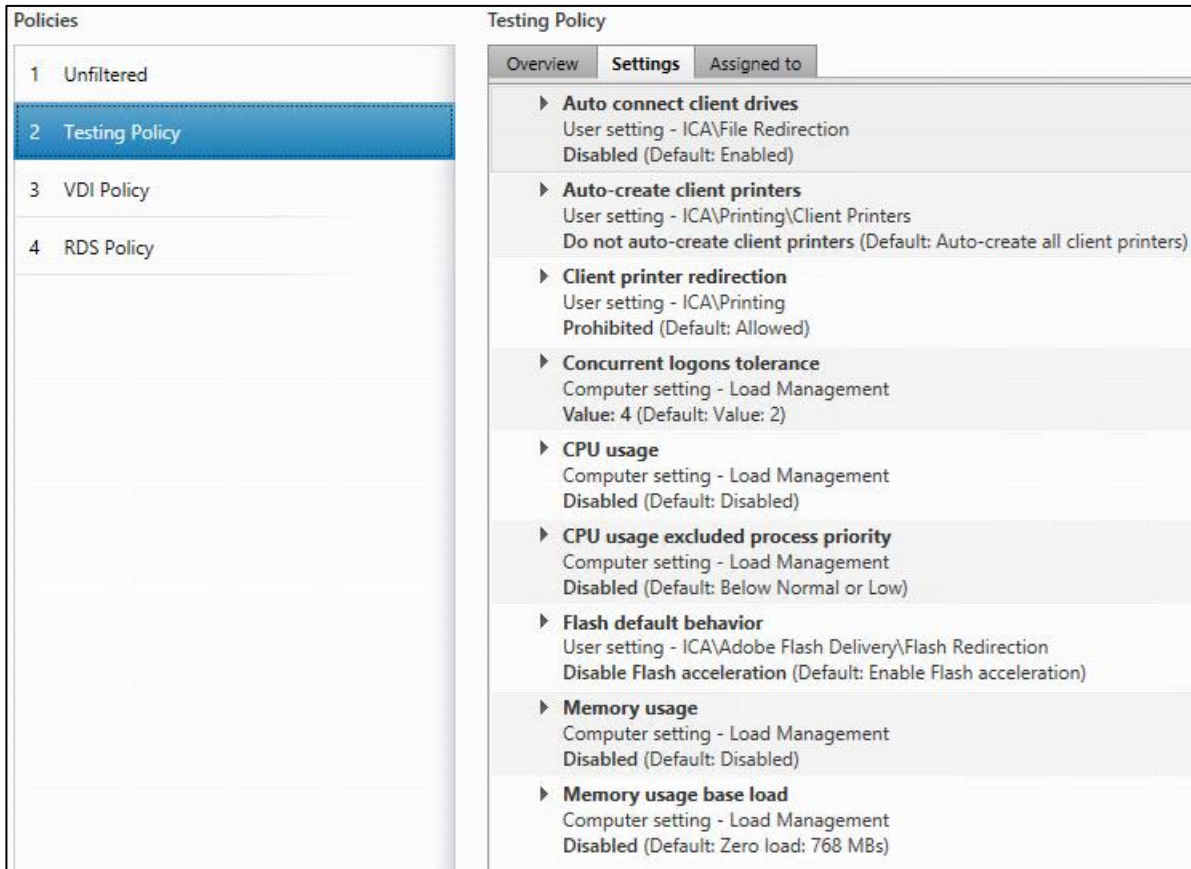 Policies
1 Unfiltered
2 Testing Policy
3 VDI Policy
4 RDS Policy
Testing Policy
Overview Settings Assigned to
Auto connect client drives
User setting - ICA\File Redirection
Disabled (Default: Enabled)
Auto-create client printers
User setting - ICA\Printing\Client Printers
Do not auto-create client printers (Default: Auto-create all client printers)
Client printer redirection
User setting - ICA\Printing
Prohibited (Default: Allowed)
Concurrent logons tolerance
Computer setting - Load Management
Value: 4 (Default: Value: 2)
CPU usage
Computer setting - Load Management
Disabled (Default: Disabled)
CPU usage excluded process priority
Computer setting - Load Management
Disabled (Default: Below Normal or Low)
Flash default behavior
User setting - ICA\Adobe Flash Delivery\Flash Redirection
Disable Flash acceleration (Default: Enable Flash acceleration)
Memory usage
Computer setting - Load Management
Disabled (Default: Disabled)
Memory usage base load
Computer setting - Load Management
Disabled (Default: Zero load: 768 MBs)